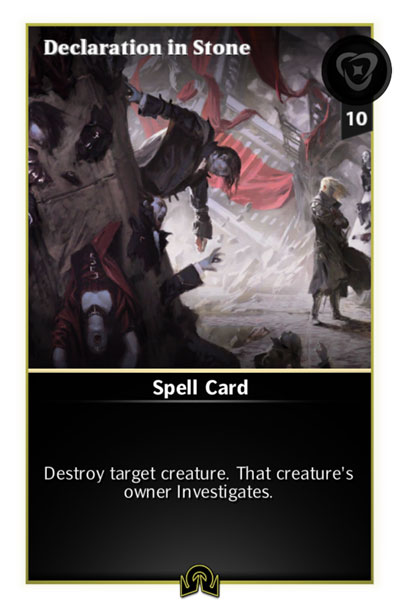 Declaration in Stone
10
Spell Card
Destroy target creature. That creature's
owner Investigates.